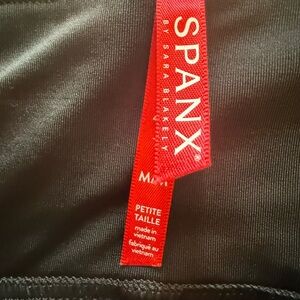 SPANX®
BY SARA BLAKELY
PETITE
TAILLE
made in
vietnam
fabriqué au
vietnam